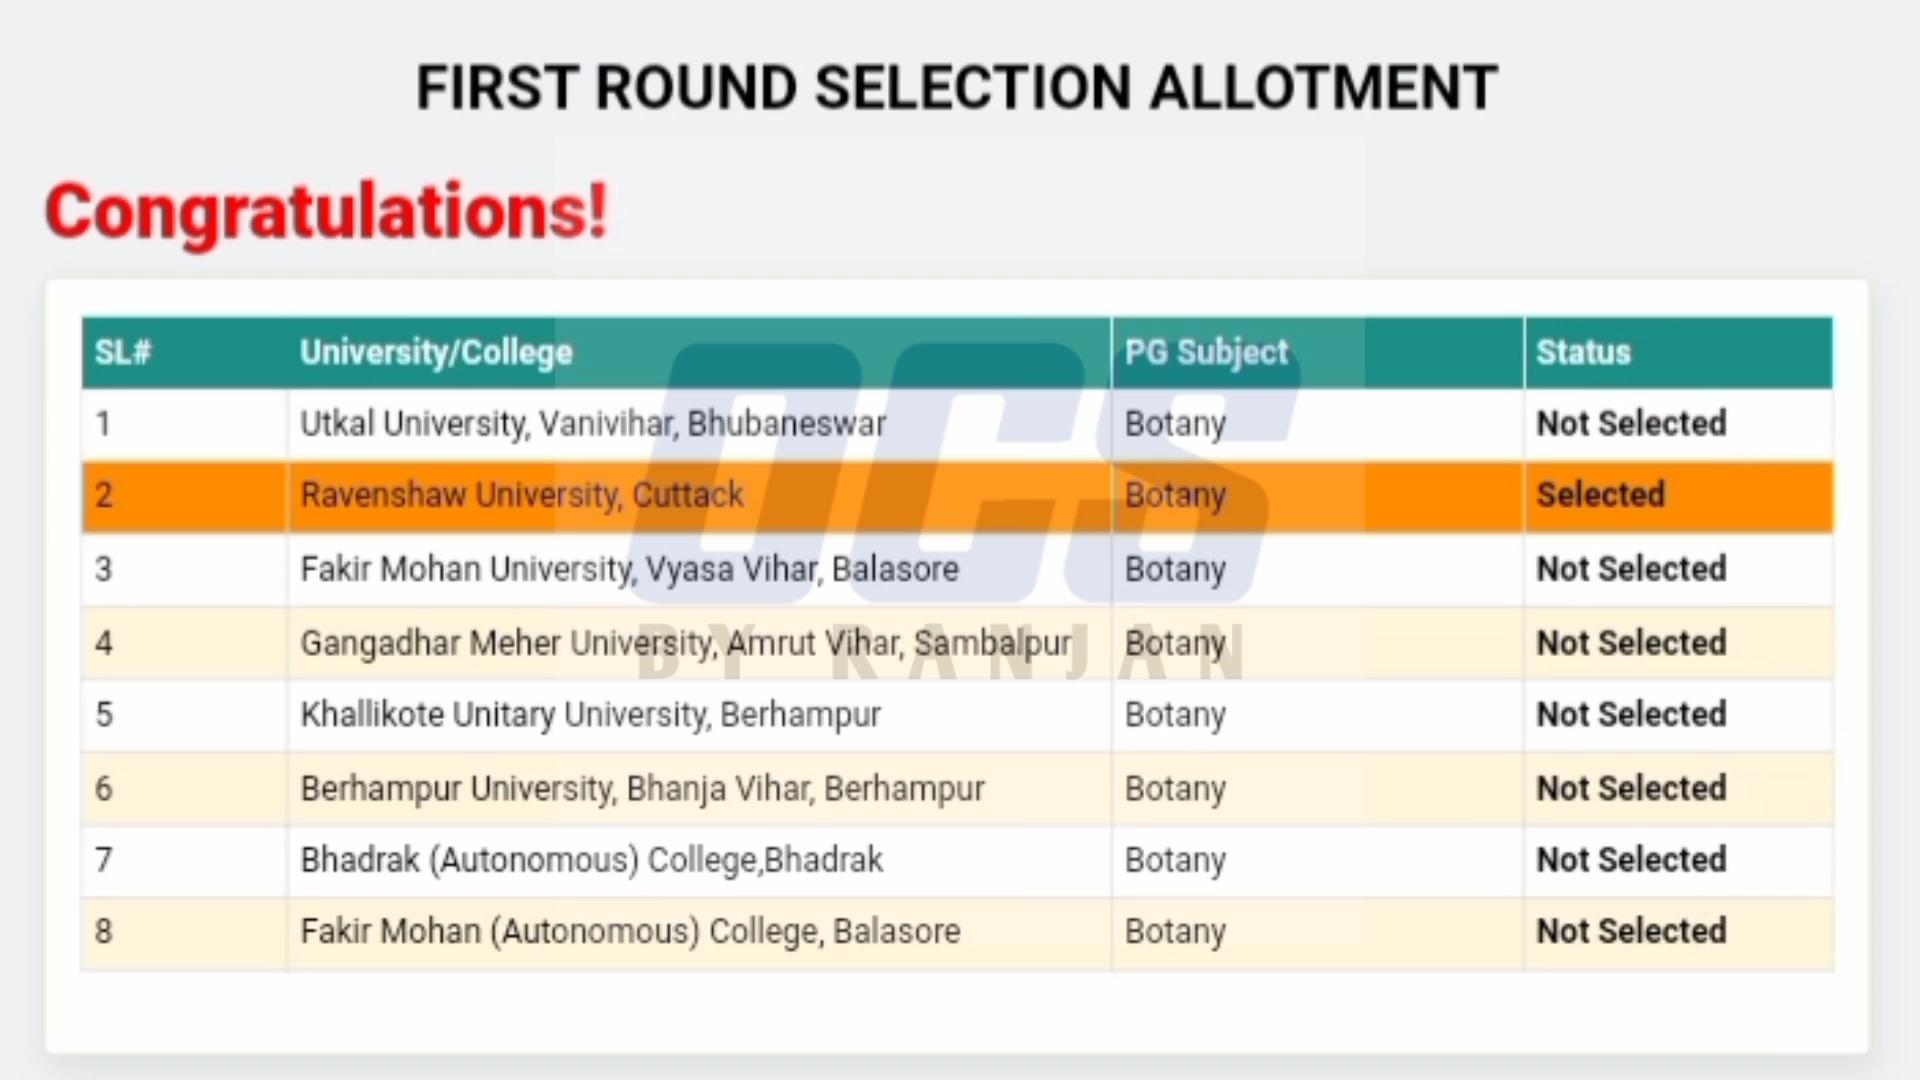 FIRST ROUND SELECTION ALLOTMENT
Congratulations!
SL# University/College PG Subject Status
1 Utkal University, Vanivihar, Bhubaneswar Botany Not Selected
2 Ravenshaw University, Cuttack Botany Selected
3 Fakir Mohan University, Vyasa Vihar, Balasore Botany Not Selected
4 Gangadhar Meher University, Amrut Vihar, Sambalpur Botany Not Selected
5 Khallikote Unitary University, Berhampur Botany Not Selected
6 Berhampur University, Bhanja Vihar, Berhampur Botany Not Selected
7 Bhadrak (Autonomous) College,Bhadrak Botany Not Selected
8 Fakir Mohan (Autonomous) College, Balasore Botany Not Selected
OCS
BY RANJAN